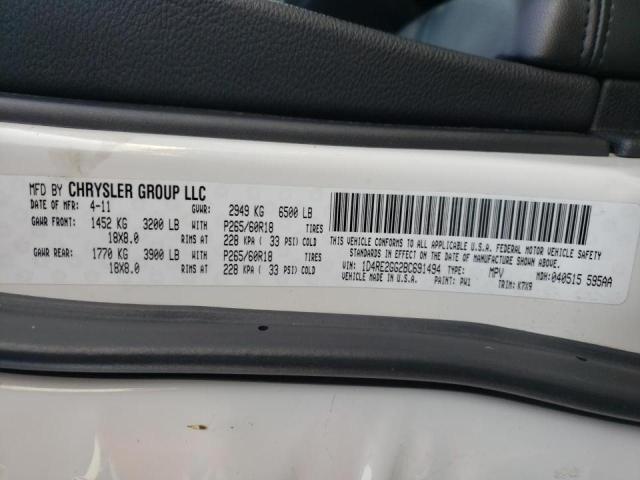 MFD BY CHRYSLER GROUP LLC
DATE OF MFR: 4-11 GVWR: 2949 KG 6500 LB
GAWR FRONT: 1452 KG 3200 LB WITH P265/60R18 TIRES
18X8.0 RIMS AT 228 KPA ( 33 PSI) COLD
GAWR REAR: 1770 KG 3900 LB WITH P265/60R18 TIRES
18X8.0 RIMS AT 228 KPA ( 33 PSI) COLD
THIS VEHICLE CONFORMS TO ALL APPLICABLE U.S.A. FEDERAL MOTOR VEHICLE SAFETY
STANDARDS IN EFFECT ON THE DATE OF MANUFACTURE SHOWN ABOVE.
VIN: 1D4RE2GG2BC691494 TYPE: MPV MDH: 040515 595AA
VEHICLE MADE IN U.S.A. PAINT: PW1 TRIM: K7X9